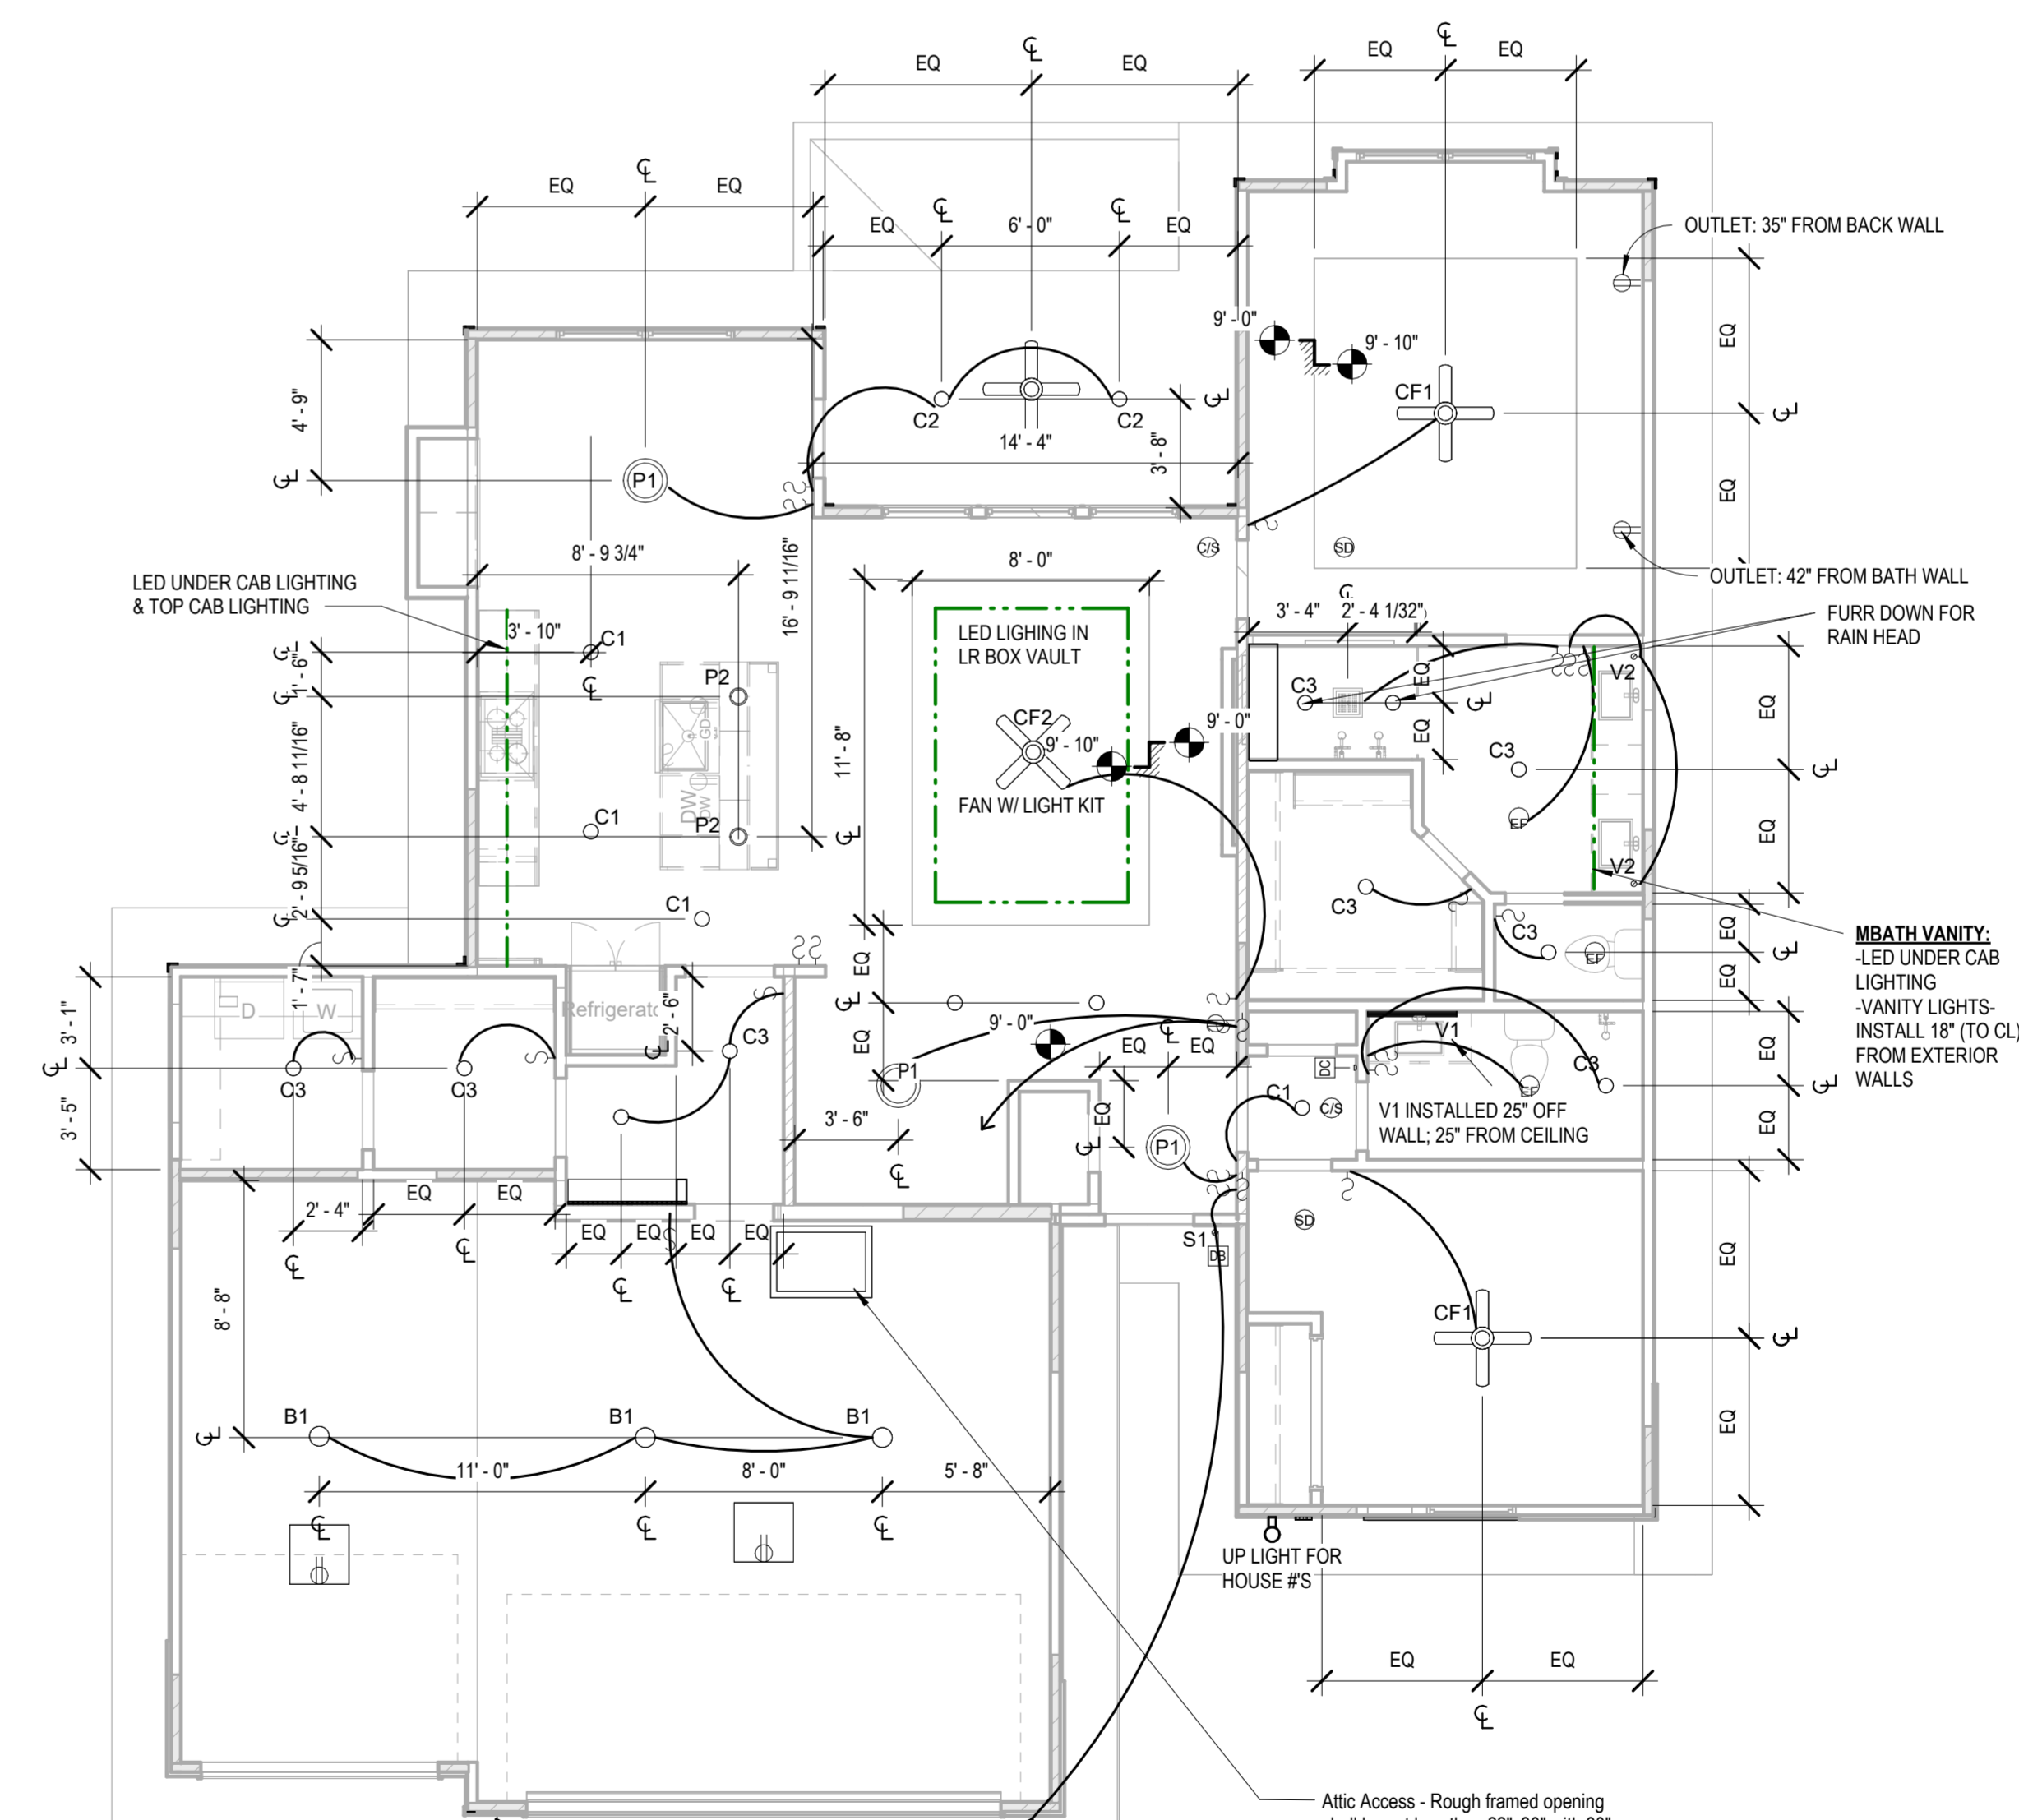 EQ EQ
EQ EQ
EQ EQ
EQ 6' - 0" EQ
OUTLET: 35" FROM BACK WALL
9' - 0"
9' - 10"
EQ
4' - 9"
CF1
C2
C2
14' - 4"
3' - 8"
P1
EQ
8' - 9 3/4"
16' - 9 11/16"
C/S
SD
8' - 0"
OUTLET: 42" FROM BATH WALL
LED UNDER CAB LIGHTING
& TOP CAB LIGHTING
3' - 4"
2' - 4 1/32"
FURR DOWN FOR
RAIN HEAD
3' - 10"
C1
LED LIGHING IN
LR BOX VAULT
1' - 6"
EQ
EQ
V2
P2
C3
EQ
GD
CF2
9' - 10"
9' - 0"
C3
4' - 8 11/16"
11' - 8"
FAN W/ LIGHT KIT
DW
DW
C1
P2
EF
EQ
V2
2' - 9 5/16"
C1
C3
C3
EQ
EF
EQ
MBATH VANITY:
-LED UNDER CAB
LIGHTING
-VANITY LIGHTS-
INSTALL 18" (TO CL)
FROM EXTERIOR
WALLS
1' - 7"
EQ
EQ
3' - 1"
D
W
Refrigerato
2' - 6"
9' - 0"
C3
V1
EQ
C3
C3
P1
EQ EQ
DC
C3
EF
EQ
3' - 5"
3' - 6"
EQ
P1
C1
C/S
V1 INSTALLED 25" OFF
WALL; 25" FROM CEILING
EQ EQ
2' - 4"
EQ EQ EQ EQ
S1
DB
SD
EQ
8' - 8"
CF1
B1
B1
B1
EQ
11' - 0"
8' - 0"
5' - 8"
UP LIGHT FOR
HOUSE #'S
EQ EQ
Attic Access - Rough framed opening